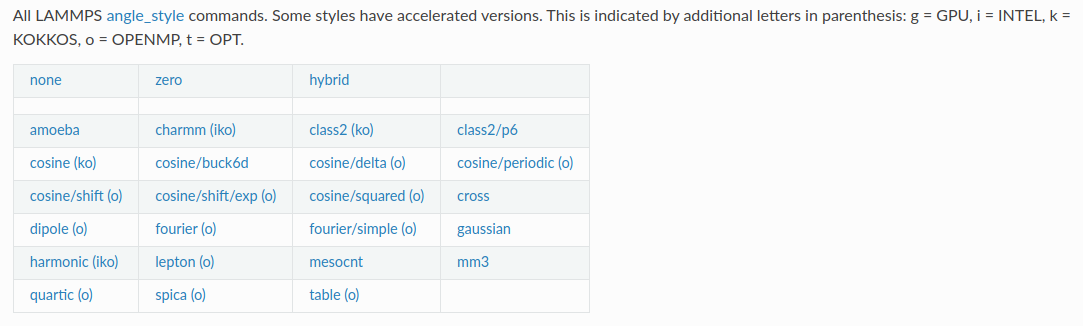 All LAMMPS angle_style commands. Some styles have accelerated versions. This is indicated by additional letters in parenthesis: g = GPU, i = INTEL, k =
KOKKOS, o = OPENMP, t = OPT.
none zero hybrid
amoeba charmm (iko) class2 (ko) class2/p6
cosine (ko) cosine/buck6d cosine/delta (o) cosine/periodic (o)
cosine/shift (o) cosine/shift/exp (o) cosine/squared (o) cross
dipole (o) fourier (o) fourier/simple (o) gaussian
harmonic (iko) lepton (o) mesocnt mm3
quartic (o) spica (o) table (o)